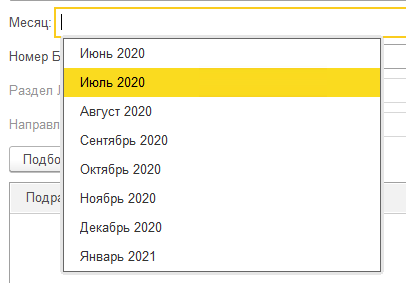 Месяц:
Июнь 2020
Номер Б
Июль 2020
Раздел Л
Август 2020
Направл
Сентябрь 2020
Подбо
Октябрь 2020
Подра
Ноябрь 2020
Декабрь 2020
Январь 2021